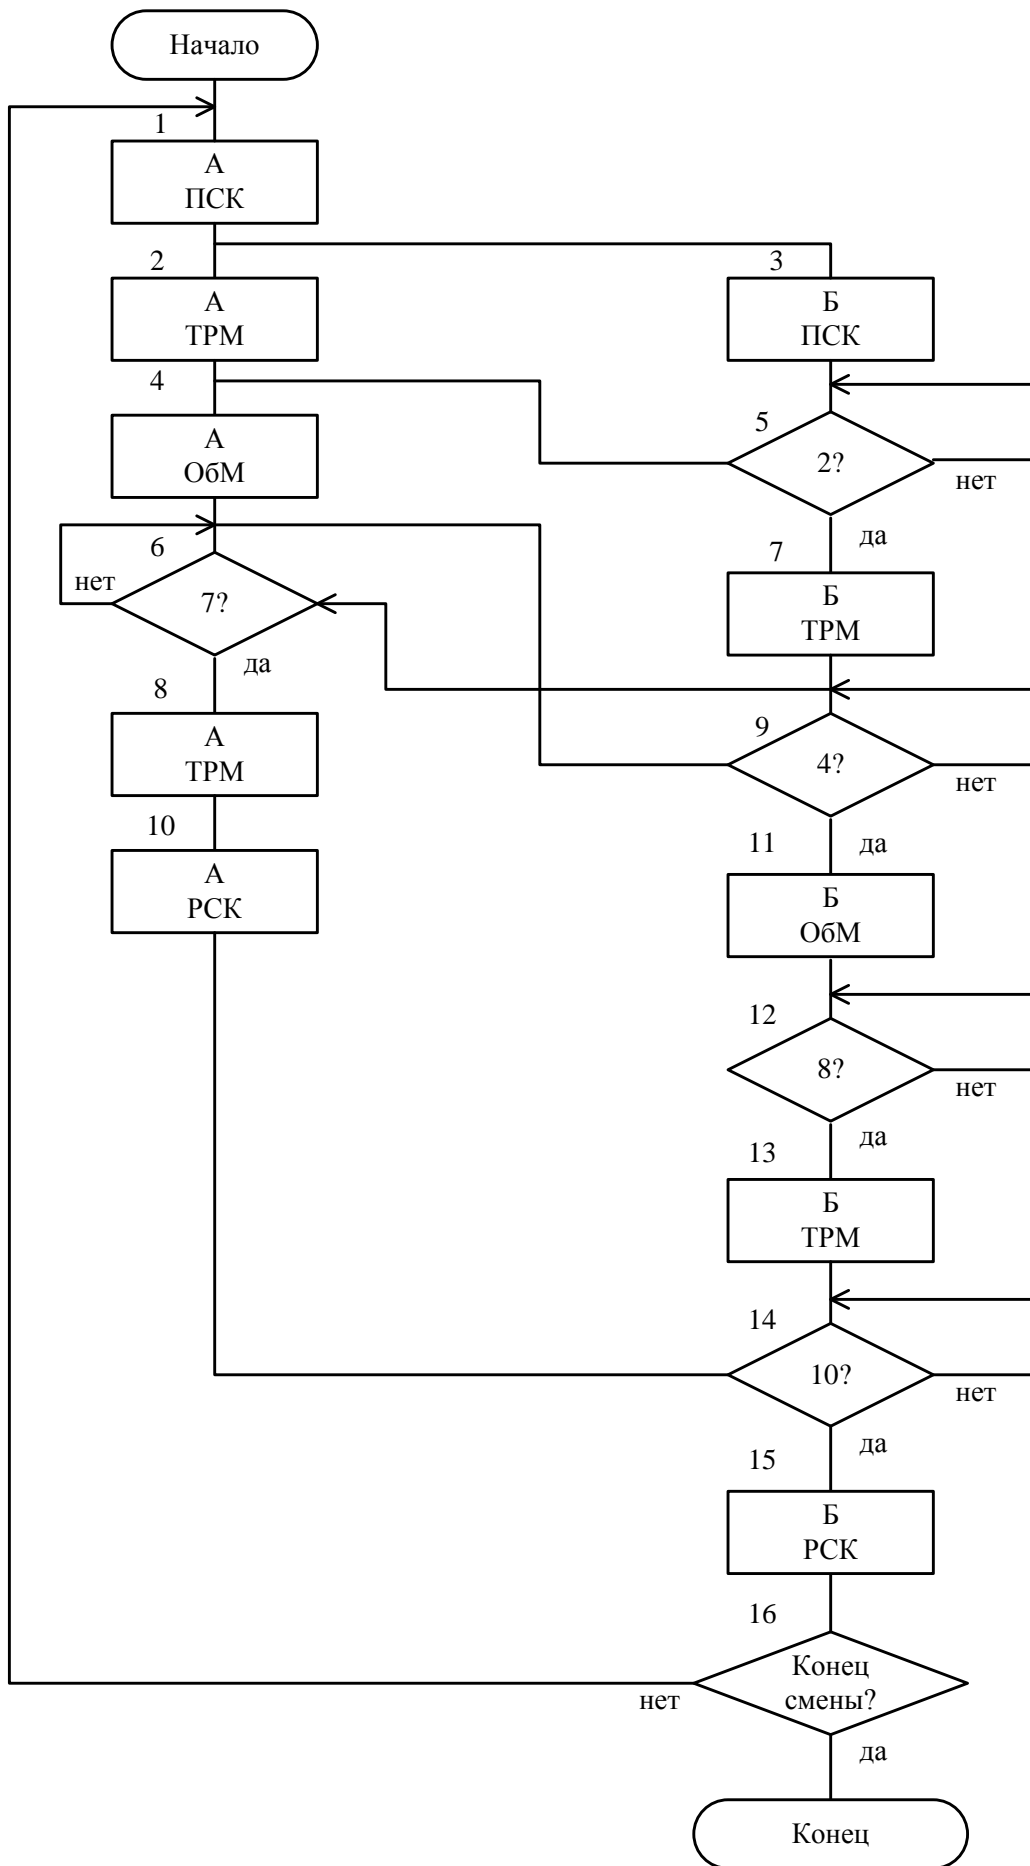 Начало
1
А
ПСК
2
3
А
ТРМ
Б
ПСК
4
5
А
ОбМ
2?
нет
да
6
7
нет
7?
Б
ТРМ
да
8
9
А
ТРМ
4?
нет
10
11
да
А
РСК
Б
ОбМ
12
8?
нет
да
13
Б
ТРМ
14
10?
нет
да
15
Б
РСК
16
Конец
смены?
нет
да
Конец